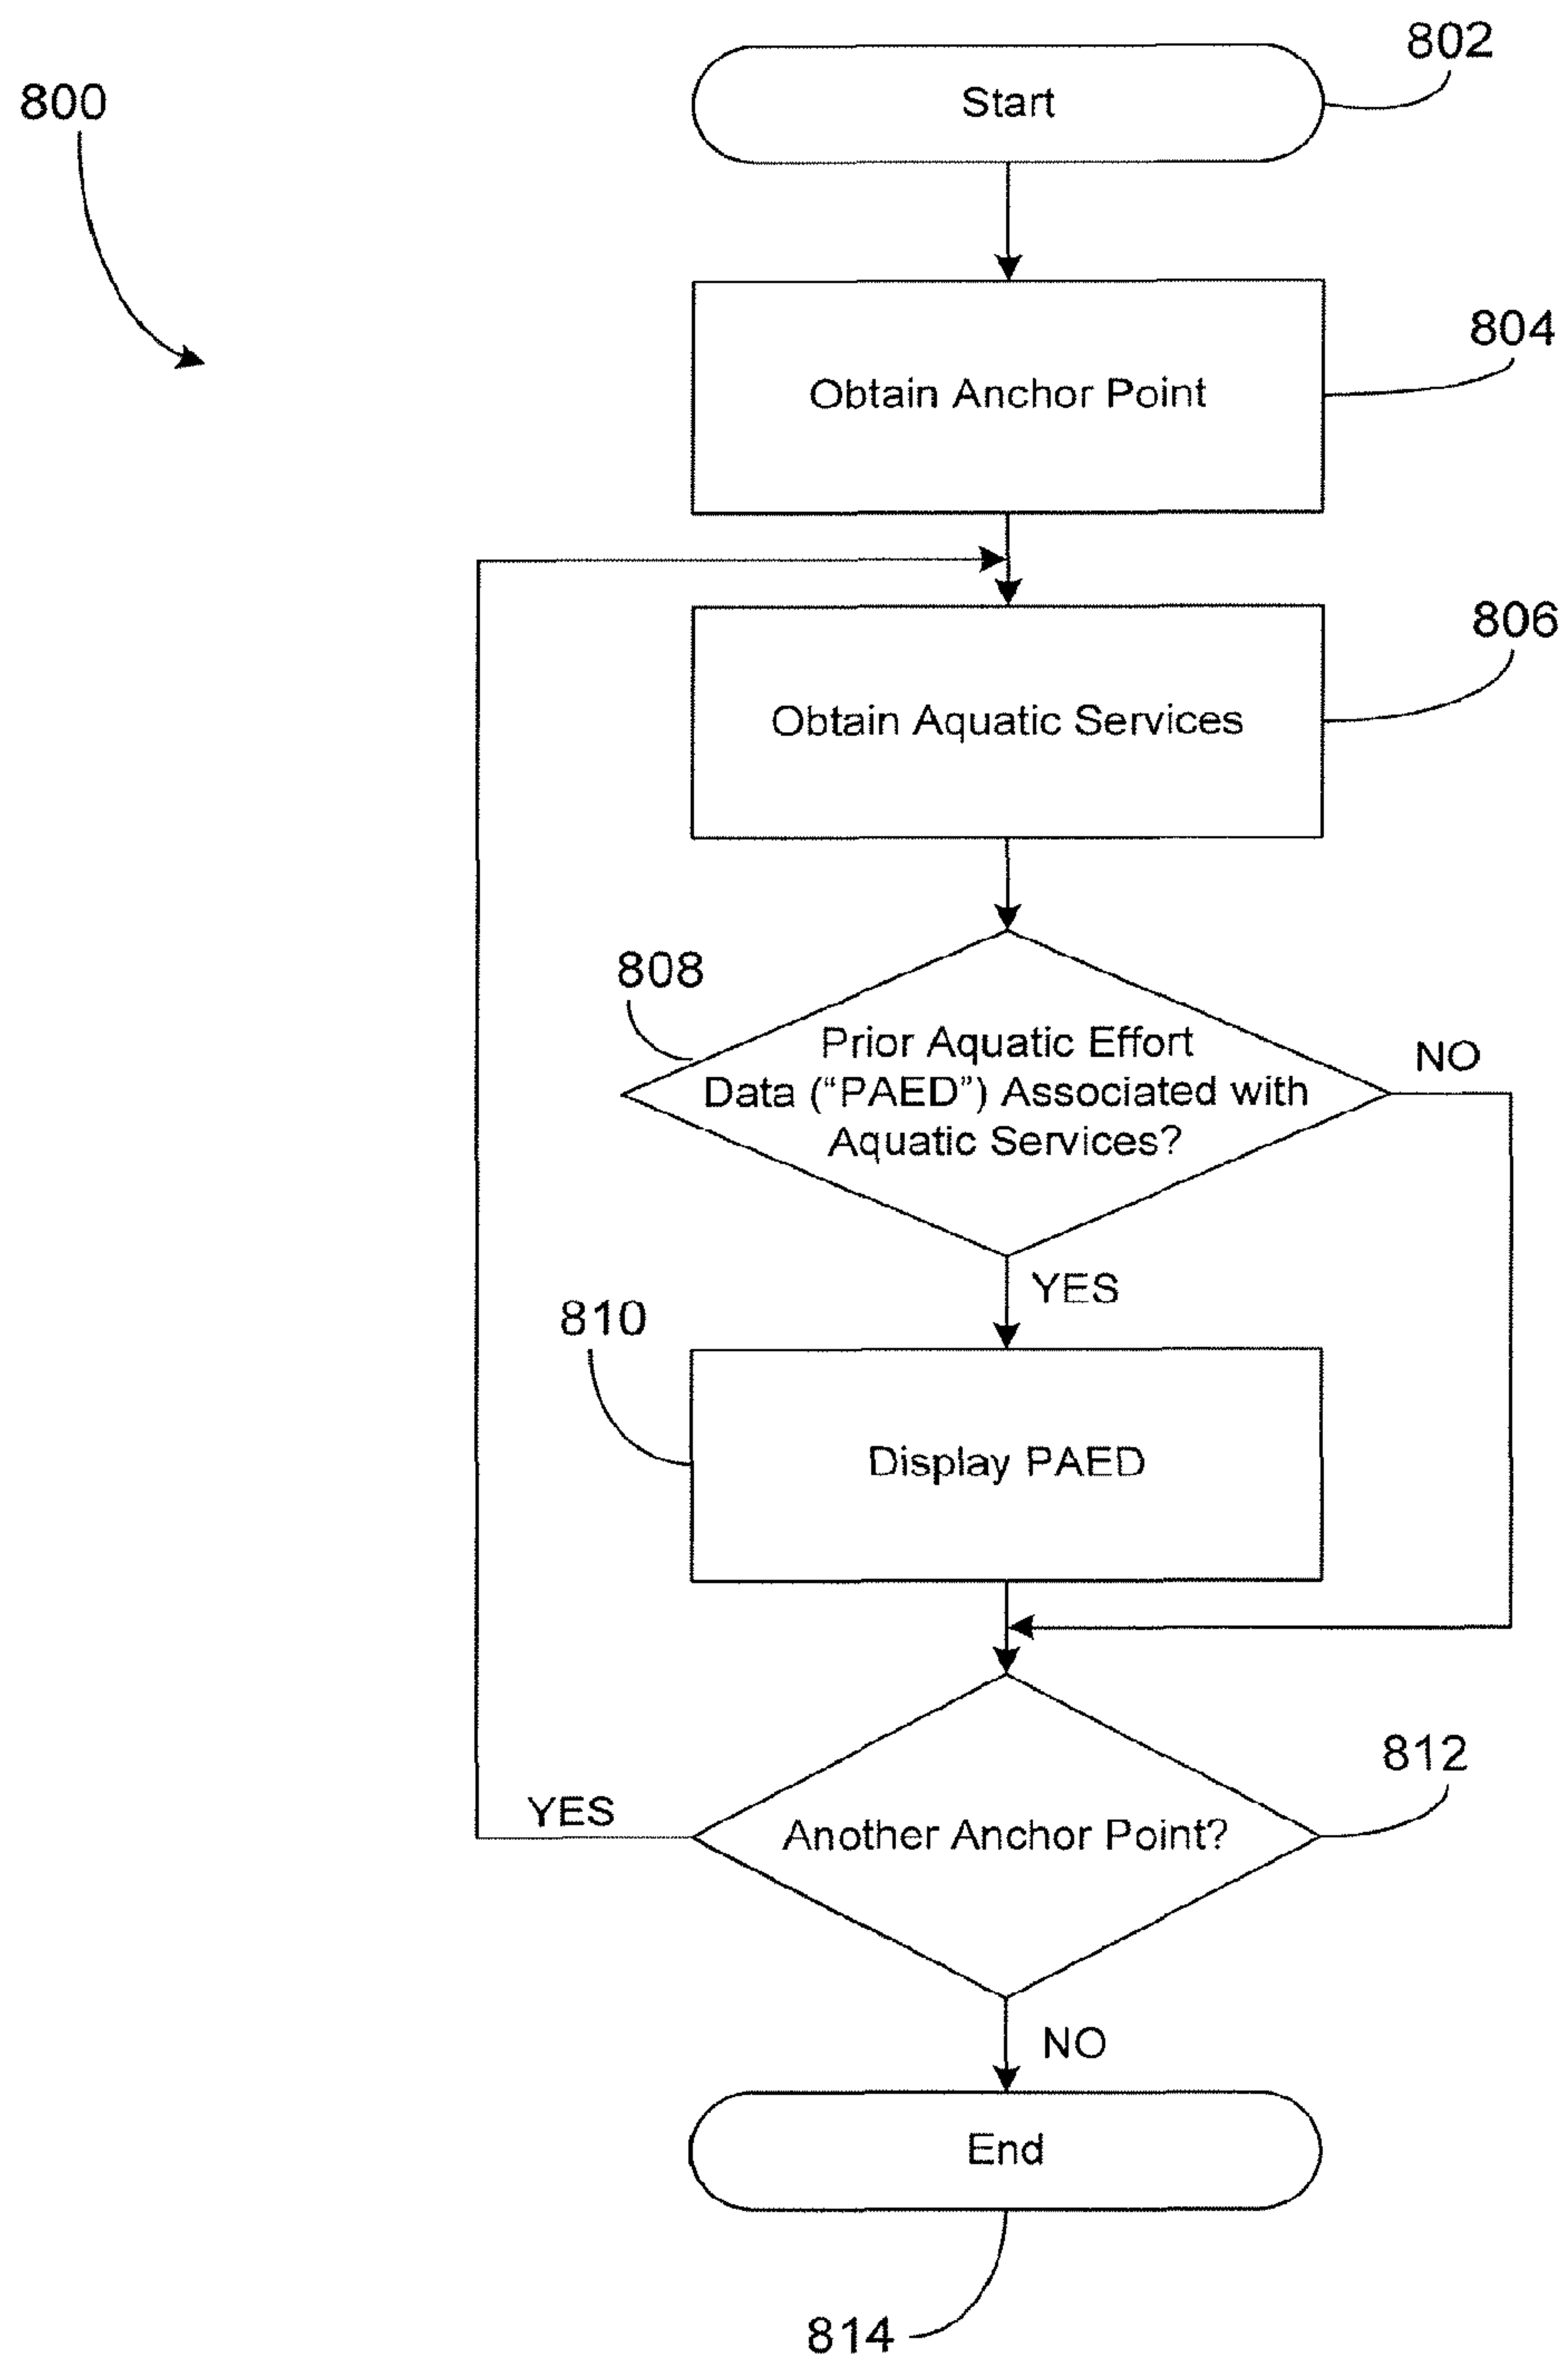 802
800
Start
804
Obtain Anchor Point
806
Obtain Aquatic Services
808
Prior Aquatic Effort
Data (“PAED”) Associated with
Aquatic Services?
NO
YES
810
Display PAED
812
YES
Another Anchor Point?
NO
End
814